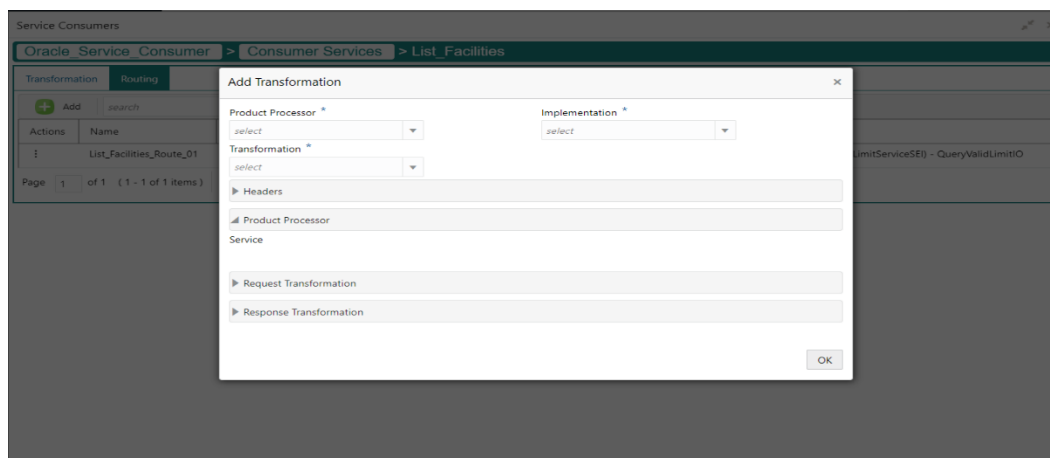 Service Consumers
Oracle_Service_Consumer > Consumer Services > List_Facilities
Transformation Routing
Add Transformation
Add search
Product Processor * Implementation *
select select
Actions Name
Transformation *
List_Facilities_Route_01 LimitServiceSEI) - QueryValidLimitIO
select
Page 1 of 1 ( 1 - 1 of 1 items )
Headers
Product Processor
Service
Request Transformation
Response Transformation
OK